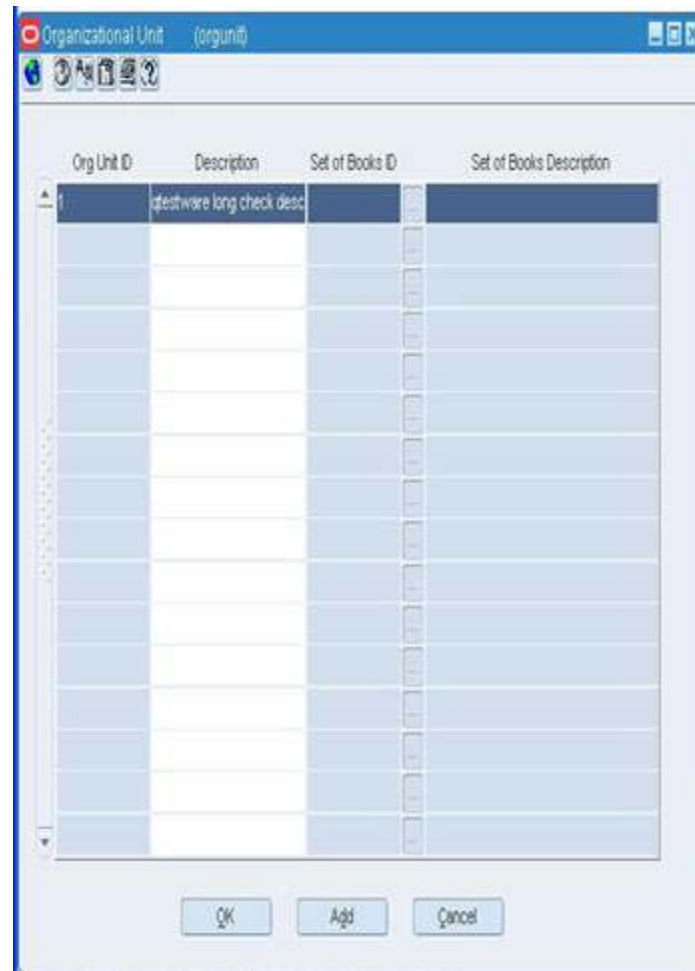 Organizational Unit (orgunit)
Org Unit ID Description Set of Books ID Set of Books Description
1 qtestware long check desc
OK Add Cancel